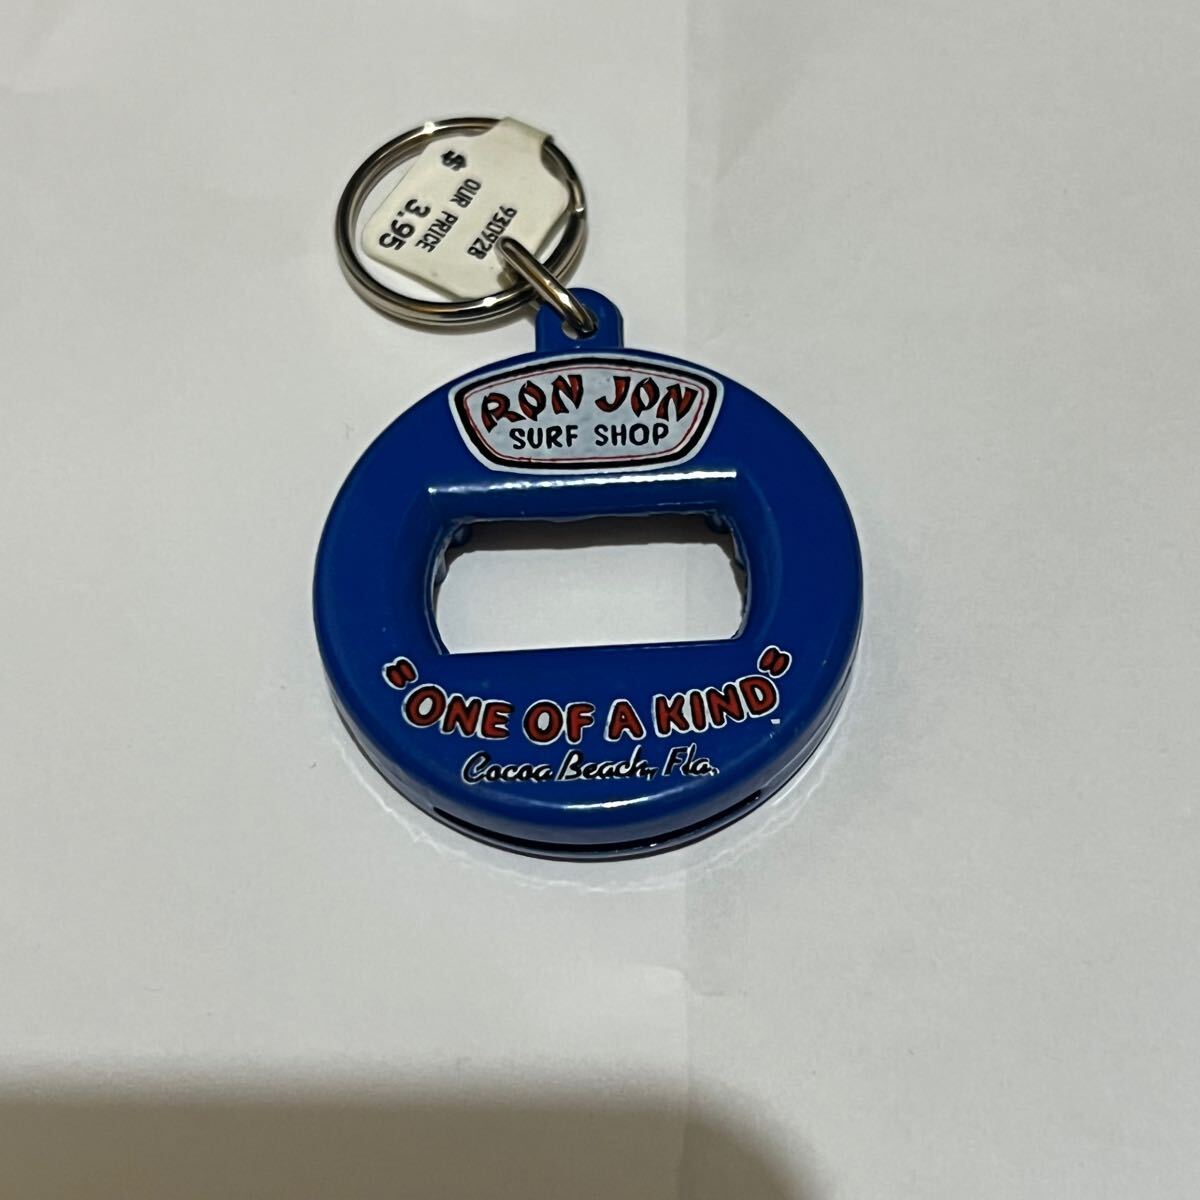 930928
OUR PRICE
$ 3.95
RON JON
SURF SHOP
"ONE OF A KIND"
Cocoa Beach, Fla.